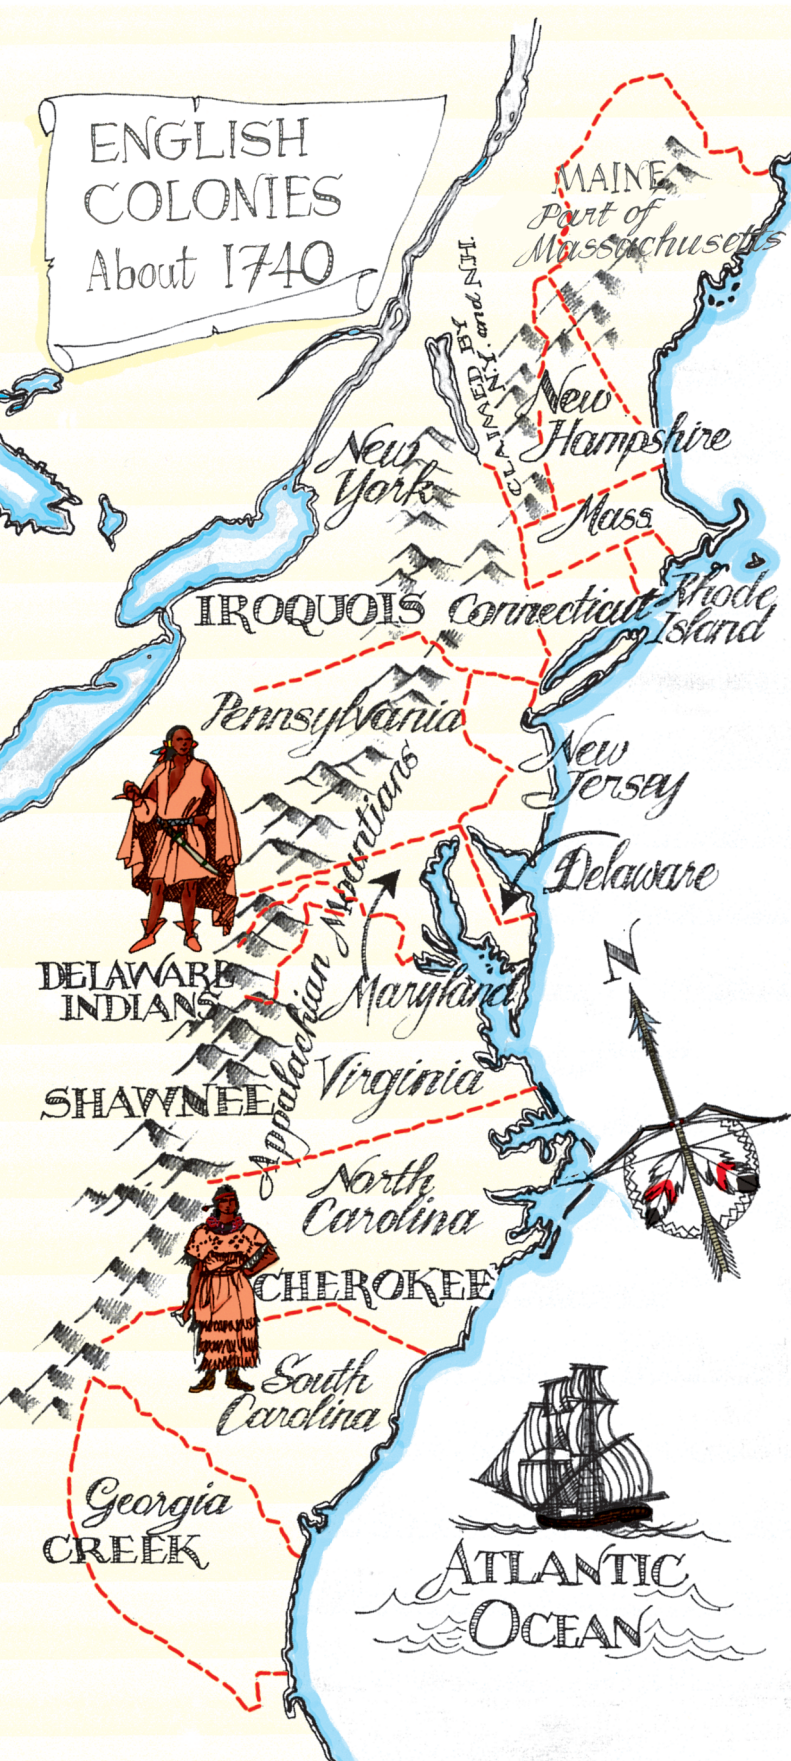 ENGLISH
COLONIES
About 1740
MAINE
Part of
Massachusetts
CLAIMED BY
N.Y. and N.H.
New
Hampshire
New
York
Mass.
IROQUOIS
Connecticut
Rhode
Island
Pennsylvania
New
Jersey
Appalachian Mountians
Delaware
DELAWARE
INDIANS
Maryland
N
SHAWNEE
Virginia
North
Carolina
CHEROKEE
South
Carolina
Georgia
CREEK
ATLANTIC
OCEAN